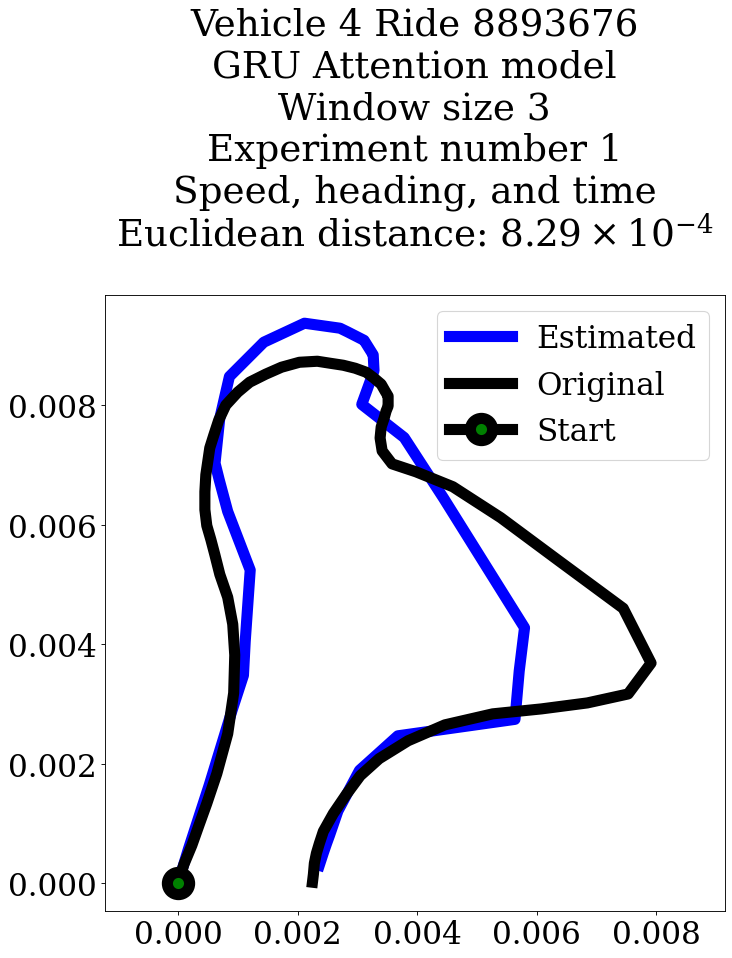 Vehicle 4 Ride 8893676
GRU Attention model
Window size 3
Experiment number 1
Speed, heading, and time
Euclidean distance: 8.29 × 10⁻⁴
Estimated
Original
Start
0.008
0.006
0.004
0.002
0.000
0.000 0.002 0.004 0.006 0.008